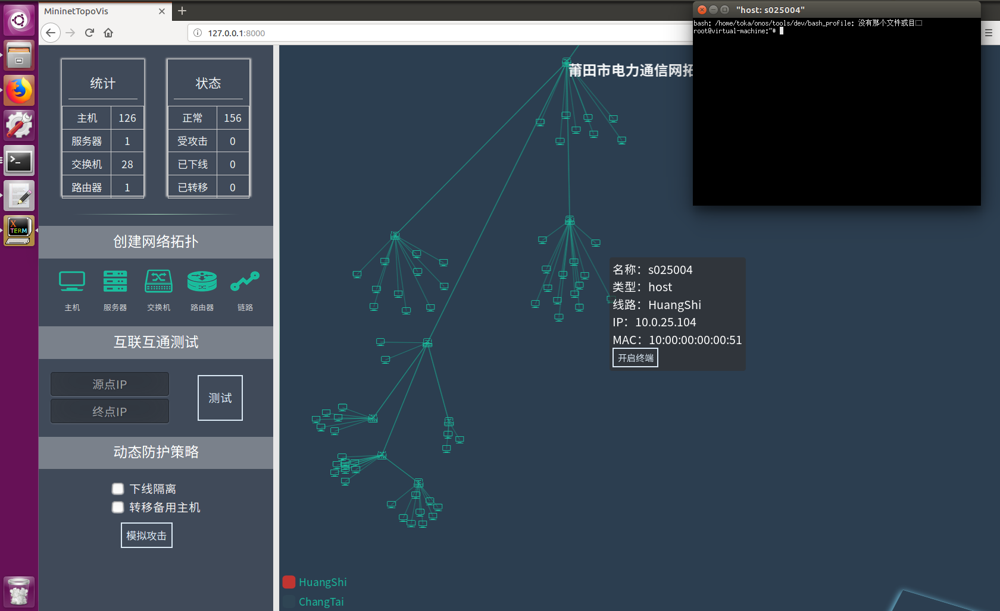 MininetTopoVis
"host: s025004"
127.0.0.1:8000
bash: /home/toka/onos/tools/dev/bash_profile: 没有那个文件或目
root@virtual-machine:~#
统计
主机 126
服务器 1
交换机 28
路由器 1
状态
正常 156
受攻击 0
已下线 0
已转移 0
莆田市电力通信网拓
创建网络拓扑
主机 服务器 交换机 路由器 链路
互联互通测试
源点IP
终点IP
测试
动态防护策略
下线隔离
转移备用主机
模拟攻击
名称：s025004
类型：host
线路：HuangShi
IP：10.0.25.104
MAC：10:00:00:00:00:51
开启终端
HuangShi
ChangTai
X
TERM